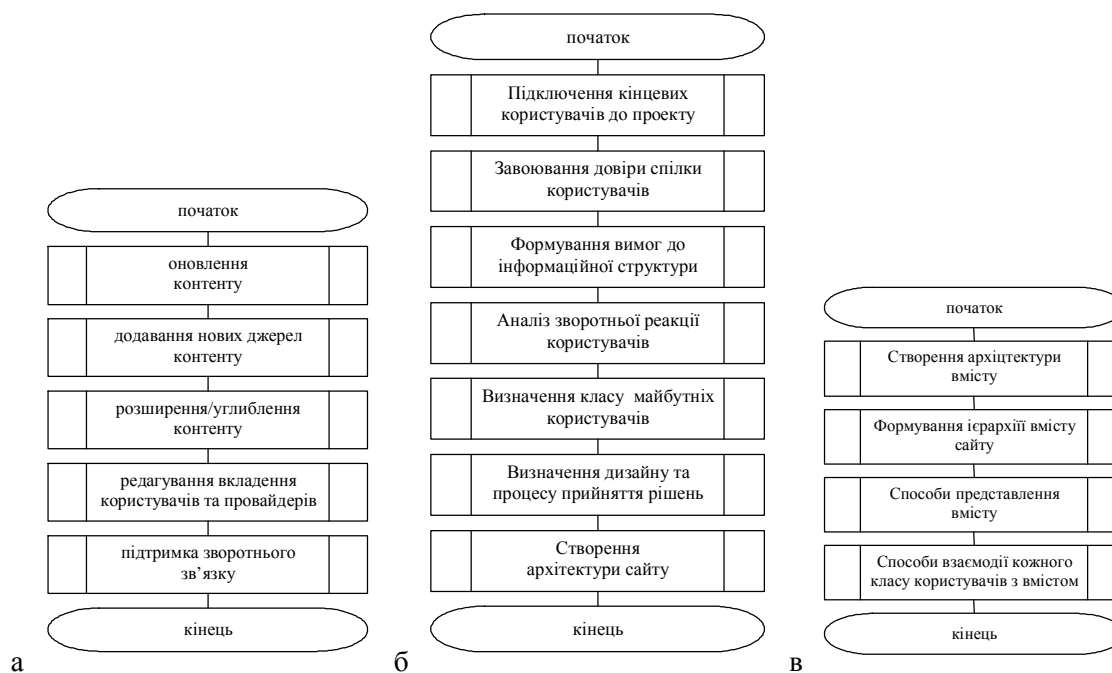 початок
оновлення
контенту
додавання нових джерел
контенту
розширення/углиблення
контенту
редагування вкладення
користувачів та провайдерів
підтримка зворотнього
зв’язку
кінець
а
початок
Підключення кінцевих
користувачів до проекту
Завоювання довіри спілки
користувачів
Формування вимог до
інформаційної структури
Аналіз зворотньої реакції
користувачів
Визначення класу майбутніх
користувачів
Визначення дизайну та
процесу прийняття рішень
Створення
архітектури сайту
кінець
б
початок
Створення архіцтектури
вмісту
Формування ієрархіїї вмісту
сайту
Способи представлення
вмісту
Способи взаємодії кожного
класу користувачів з вмістом
кінець
в